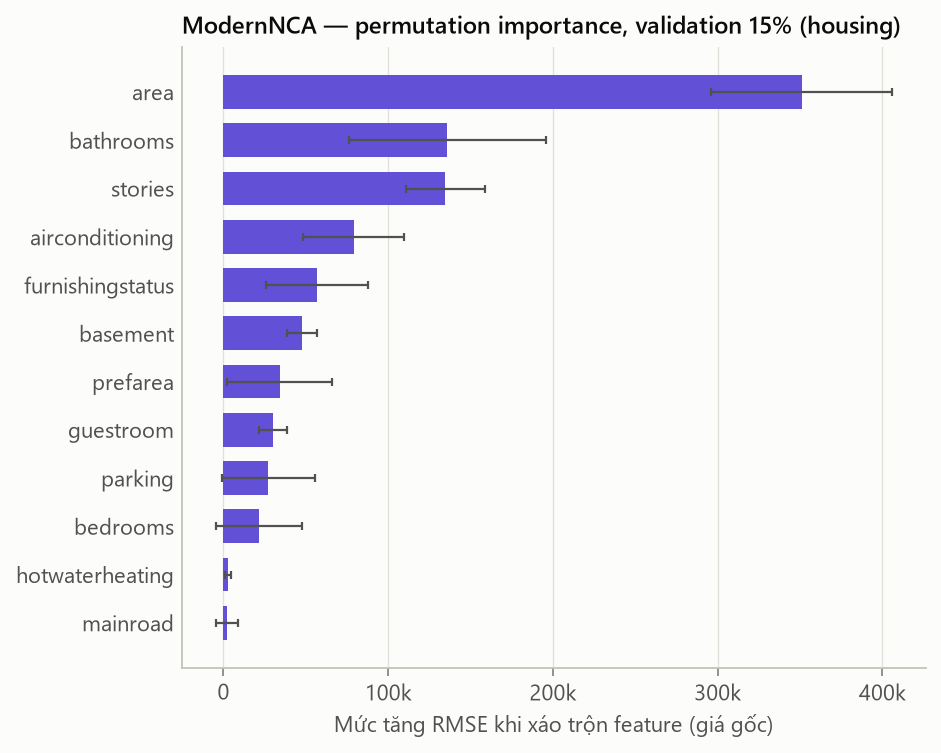 ModernNCA — permutation importance, validation 15% (housing)
area
bathrooms
stories
airconditioning
furnishingstatus
basement
prefarea
guestroom
parking
bedrooms
hotwaterheating
mainroad
0 100k 200k 300k 400k
Mức tăng RMSE khi xáo trộn feature (giá gốc)